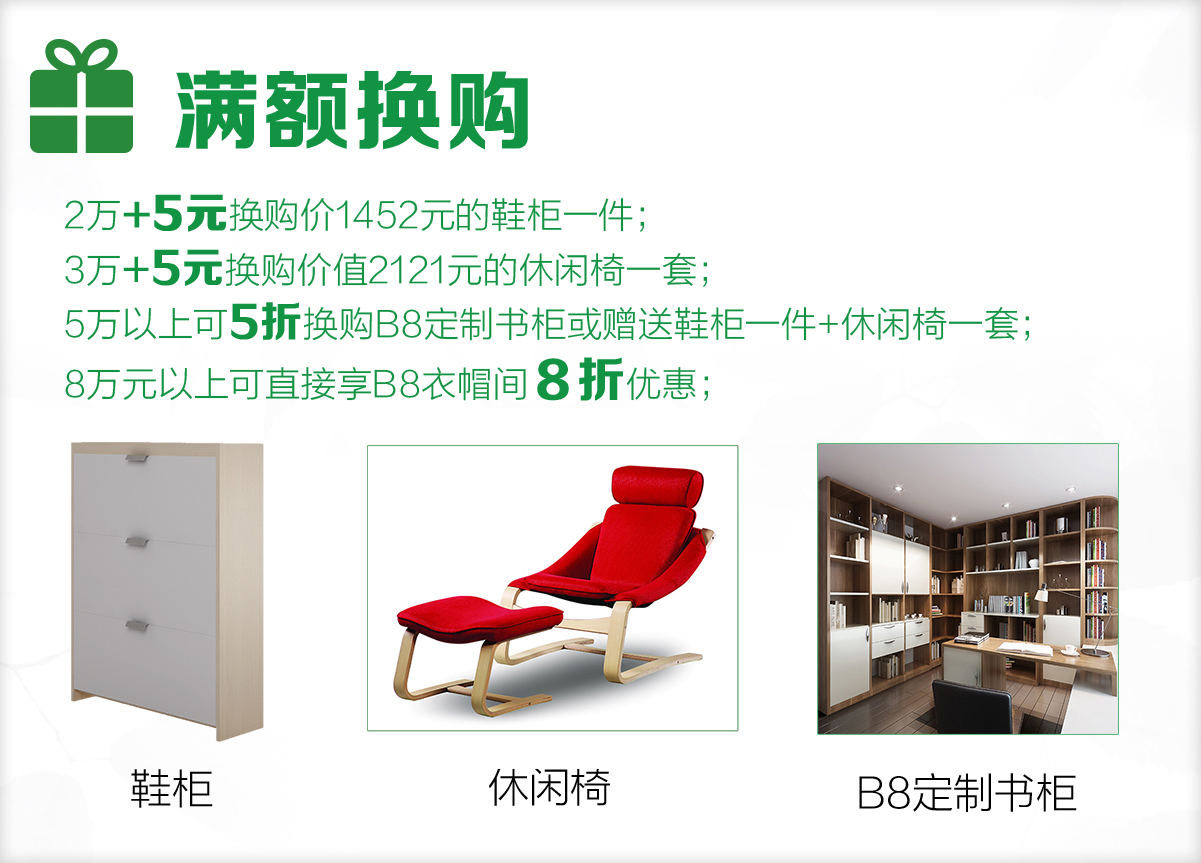 满额换购
2万+5元换购价1452元的鞋柜一件；
3万+5元换购价值2121元的休闲椅一套；
5万以上可5折换购B8定制书柜或赠送鞋柜一件+休闲椅一套；
8万元以上可直接享B8衣帽间8折优惠；
鞋柜
休闲椅
B8定制书柜